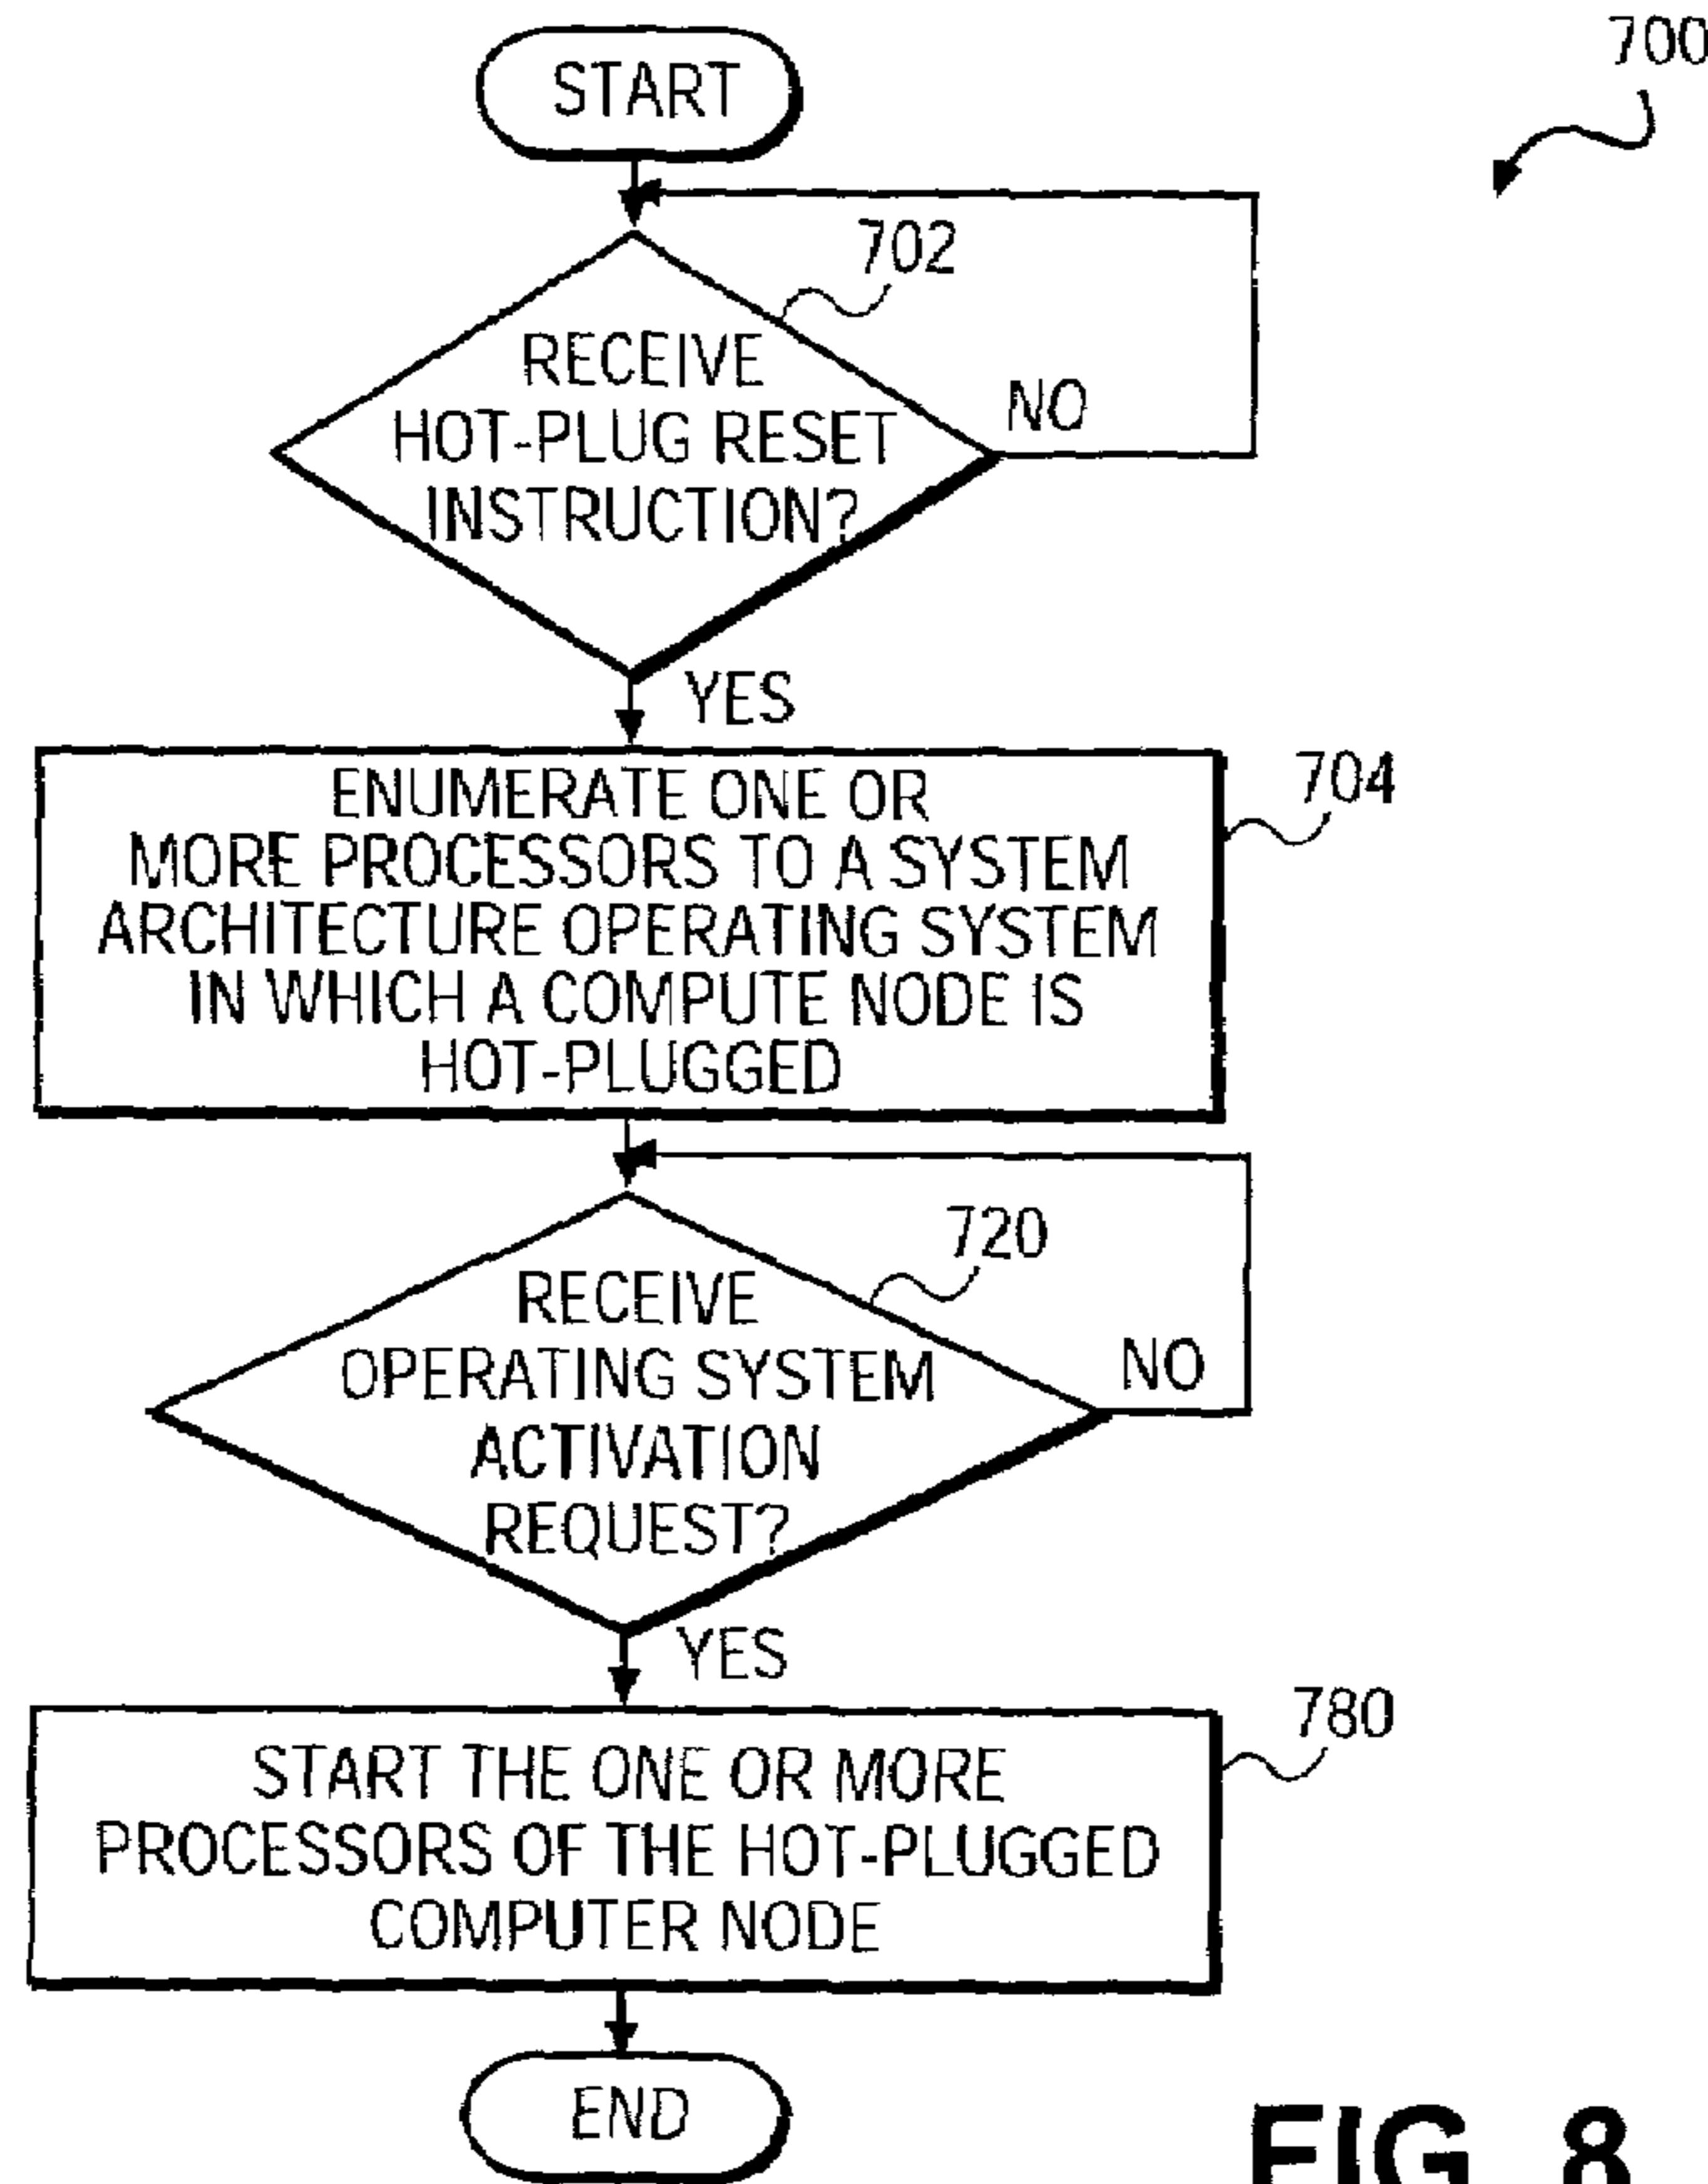 START
700
702
RECEIVE
HOT-PLUG RESET
INSTRUCTION?
NO
YES
704
ENUMERATE ONE OR
MORE PROCESSORS TO A SYSTEM
ARCHITECTURE OPERATING SYSTEM
IN WHICH A COMPUTE NODE IS
HOT-PLUGGED
720
RECEIVE
OPERATING SYSTEM
ACTIVATION
REQUEST?
NO
YES
780
START THE ONE OR MORE
PROCESSORS OF THE HOT-PLUGGED
COMPUTER NODE
END
FIG. 8